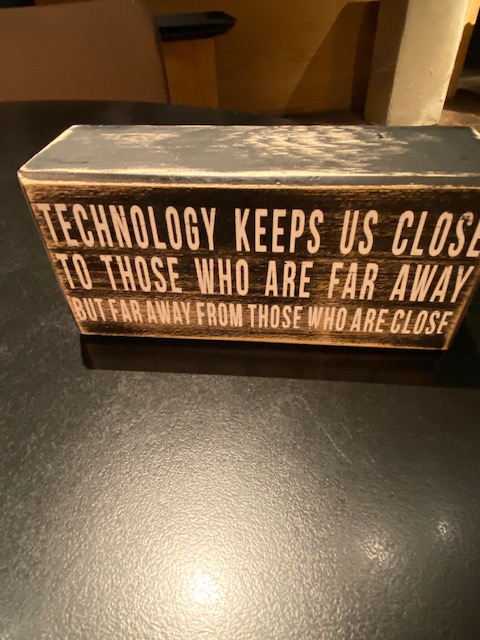 TECHNOLOGY KEEPS US CLOSE
TO THOSE WHO ARE FAR AWAY
BUT FAR AWAY FROM THOSE WHO ARE CLOSE